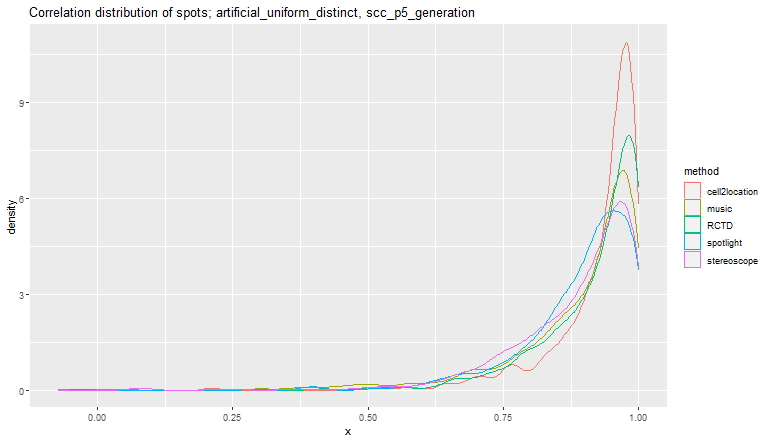 Correlation distribution of spots; artificial_uniform_distinct, scc_p5_generation
density
9
6
3
0
0.00 0.25 0.50 0.75 1.00
x
method
cell2location
music
RCTD
spotlight
stereoscope